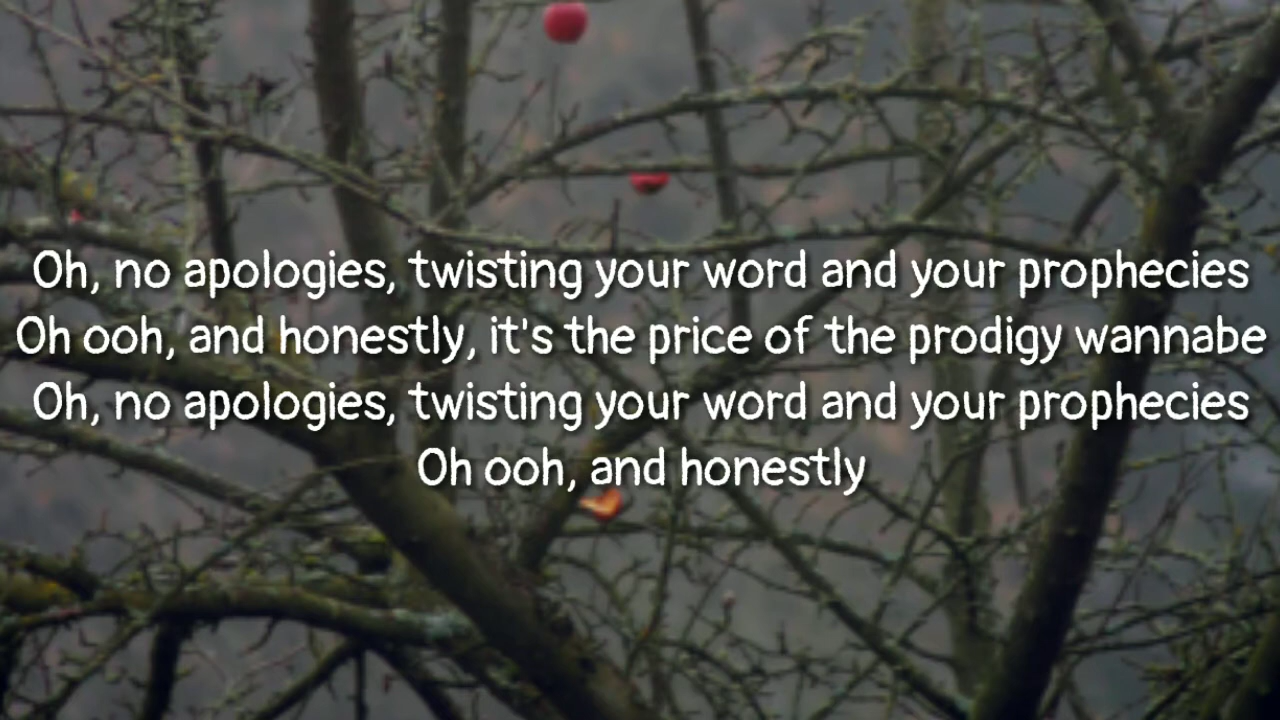 Oh, no apologies, twisting your word and your prophecies
Oh ooh, and honestly, it's the price of the prodigy wannabe
Oh, no apologies, twisting your word and your prophecies
Oh ooh, and honestly